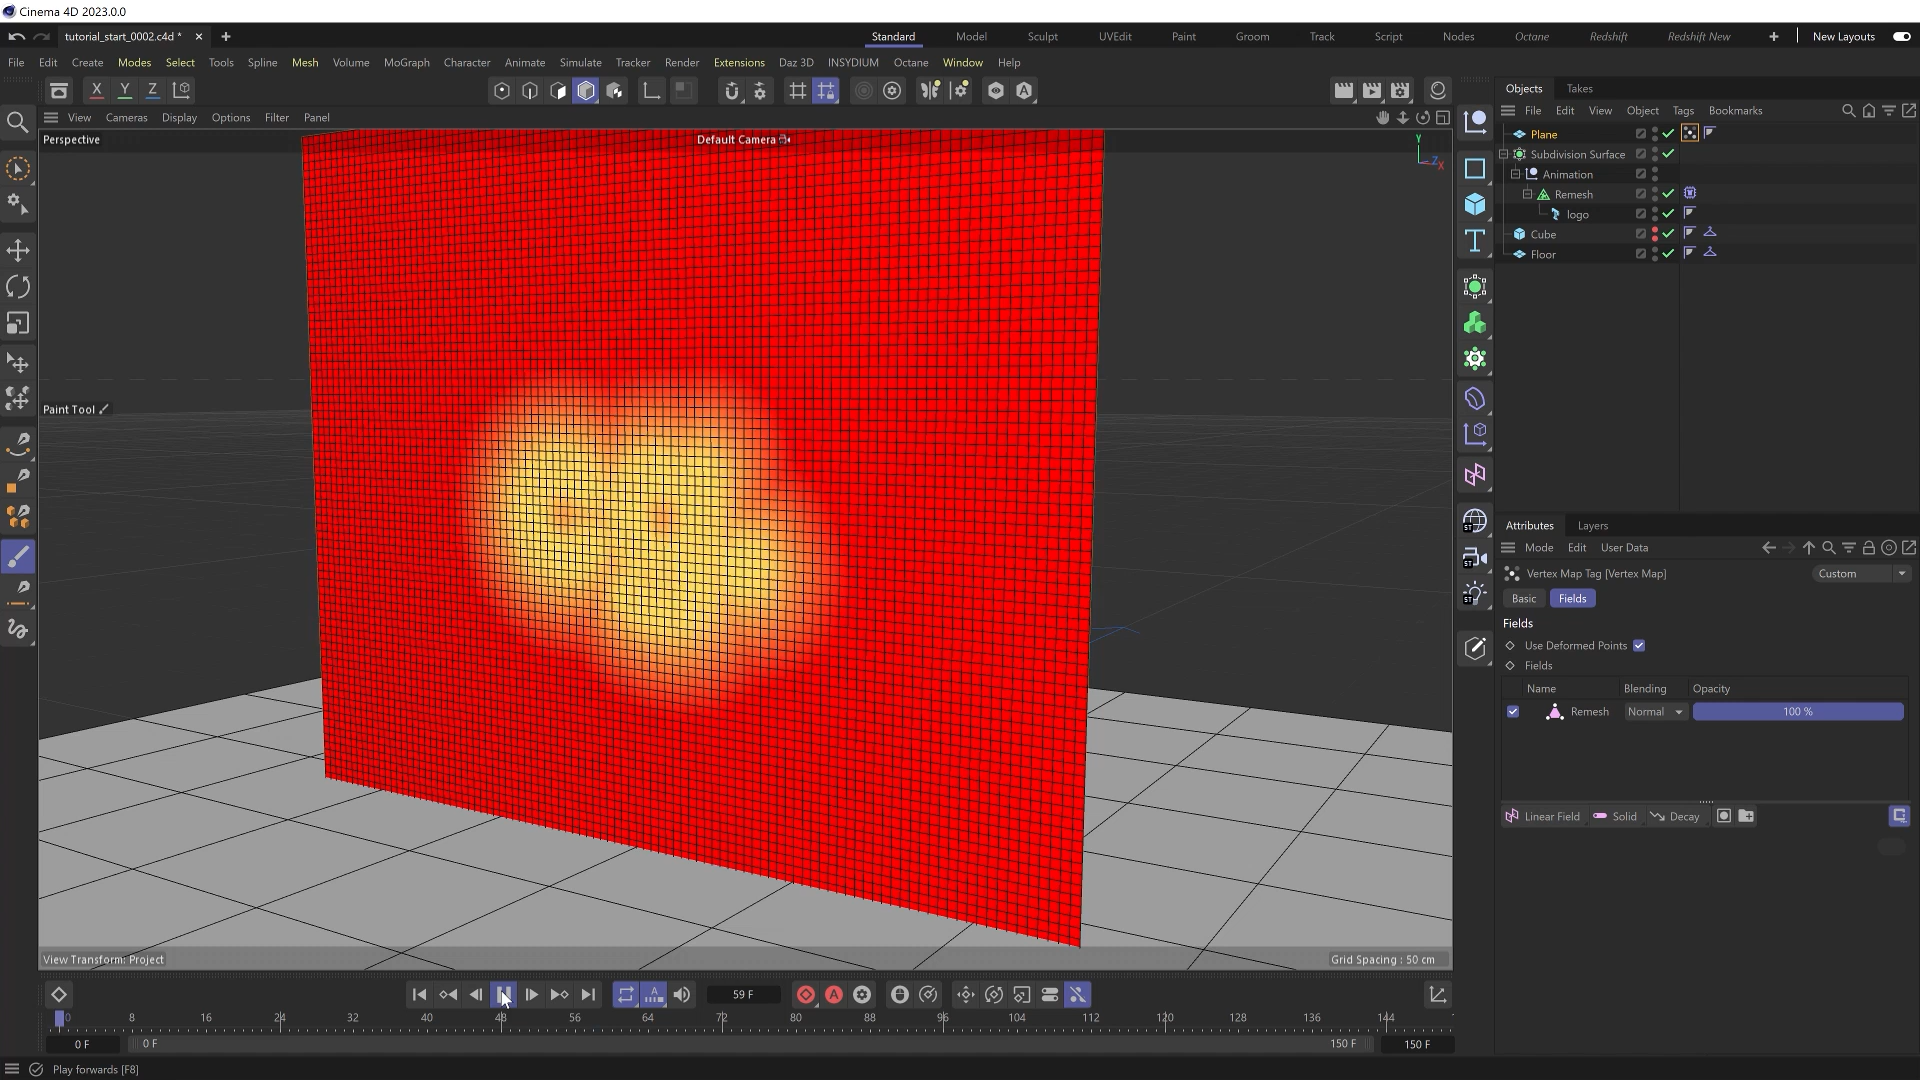 Cinema 4D 2023.0.0
tutorial_start_0002.c4d *
Standard Model Sculpt UVEdit Paint Groom Track Script Nodes Octane Redshift Redshift New New Layouts
File Edit Create Modes Select Tools Spline Mesh Volume MoGraph Character Animate Simulate Tracker Render Extensions Daz 3D INSYDIUM Octane Window Help
X Y Z
Objects Takes
File Edit View Object Tags Bookmarks
View Cameras Display Options Filter Panel
Perspective
Default Camera
Y
Z
X
Plane
Subdivision Surface
Animation
Remesh
logo
Cube
Floor
Paint Tool
Attributes Layers
Mode Edit User Data
Vertex Map Tag [Vertex Map]
Custom
Basic Fields
Fields
Use Deformed Points
Fields
Name Blending Opacity
Remesh Normal 100 %
Linear Field Solid Decay
View Transform: Project
Grid Spacing : 50 cm
59 F
0 8 16 24 32 40 48 56 64 72 80 88 96 104 112 120 128 136 144
0 F 0 F 150 F 150 F
Play forwards [F8]